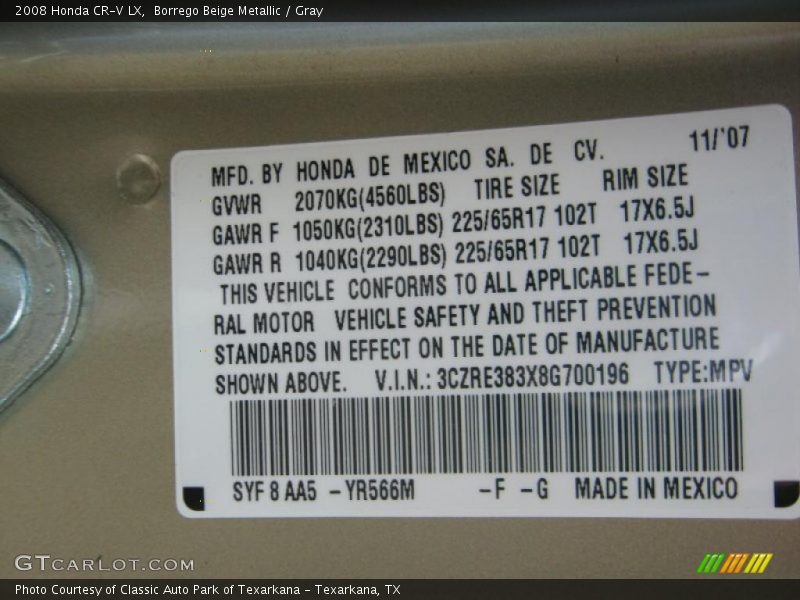 2008 Honda CR-V LX,  Borrego Beige Metallic / Gray
MFD. BY HONDA DE MEXICO SA. DE CV. 11/'07
GVWR 2070KG(4560LBS) TIRE SIZE RIM SIZE
GAWR F 1050KG(2310LBS) 225/65R17 102T 17X6.5J
GAWR R 1040KG(2290LBS) 225/65R17 102T 17X6.5J
THIS VEHICLE CONFORMS TO ALL APPLICABLE FEDE-
RAL MOTOR VEHICLE SAFETY AND THEFT PREVENTION
STANDARDS IN EFFECT ON THE DATE OF MANUFACTURE
SHOWN ABOVE. V.I.N.: 3CZRE383X8G700196 TYPE:MPV
SYF 8 AA5 -YR566M -F -G MADE IN MEXICO
GTCARLOT.COM
Photo Courtesy of Classic Auto Park of Texarkana - Texarkana, TX